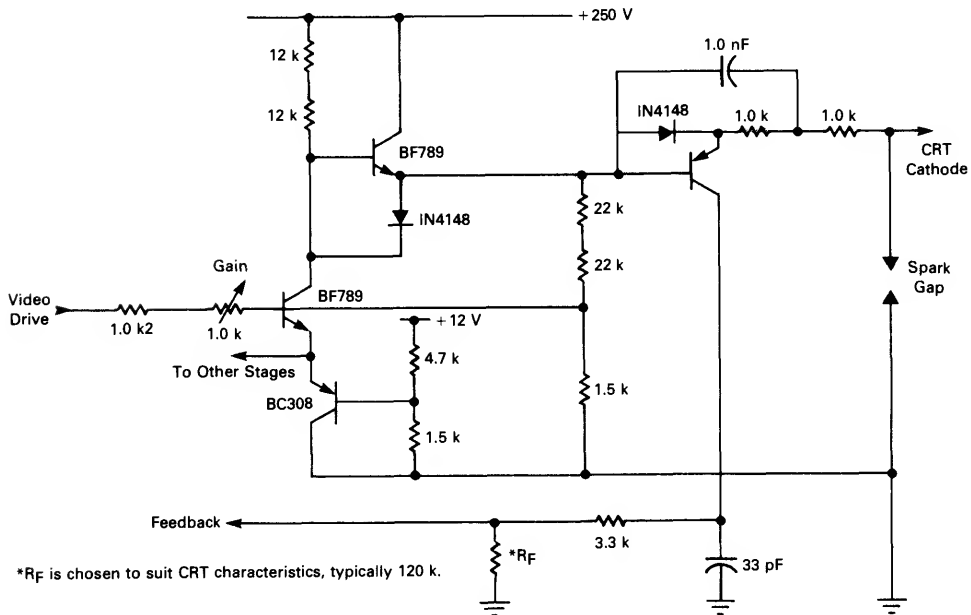 +250 V
12 k
12 k
BF789
IN4148
1.0 nF
IN4148
1.0 k
1.0 k
CRT
Cathode
22 k
22 k
Spark
Gap
Gain
Video
Drive
1.0 k2
1.0 k
BF789
+12 V
To Other Stages
4.7 k
BC308
1.5 k
1.5 k
Feedback
3.3 k
*RF
33 pF
*RF is chosen to suit CRT characteristics, typically 120 k.